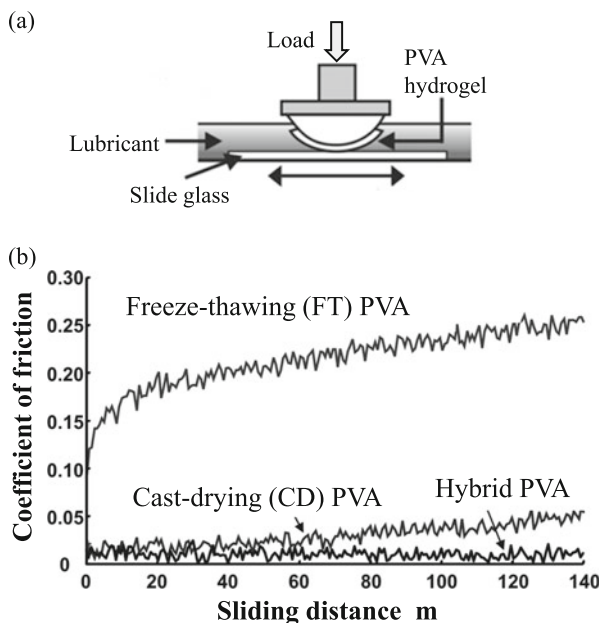 (a)
Load
PVA
hydrogel
Lubricant
Slide glass
(b)
0.30
Freeze-thawing (FT) PVA
0.25
0.20
0.15
0.10
Cast-drying (CD) PVA
Hybrid PVA
0.05
0
0 20 40 60 80 100 120 140
Coefficient of friction
Sliding distance m